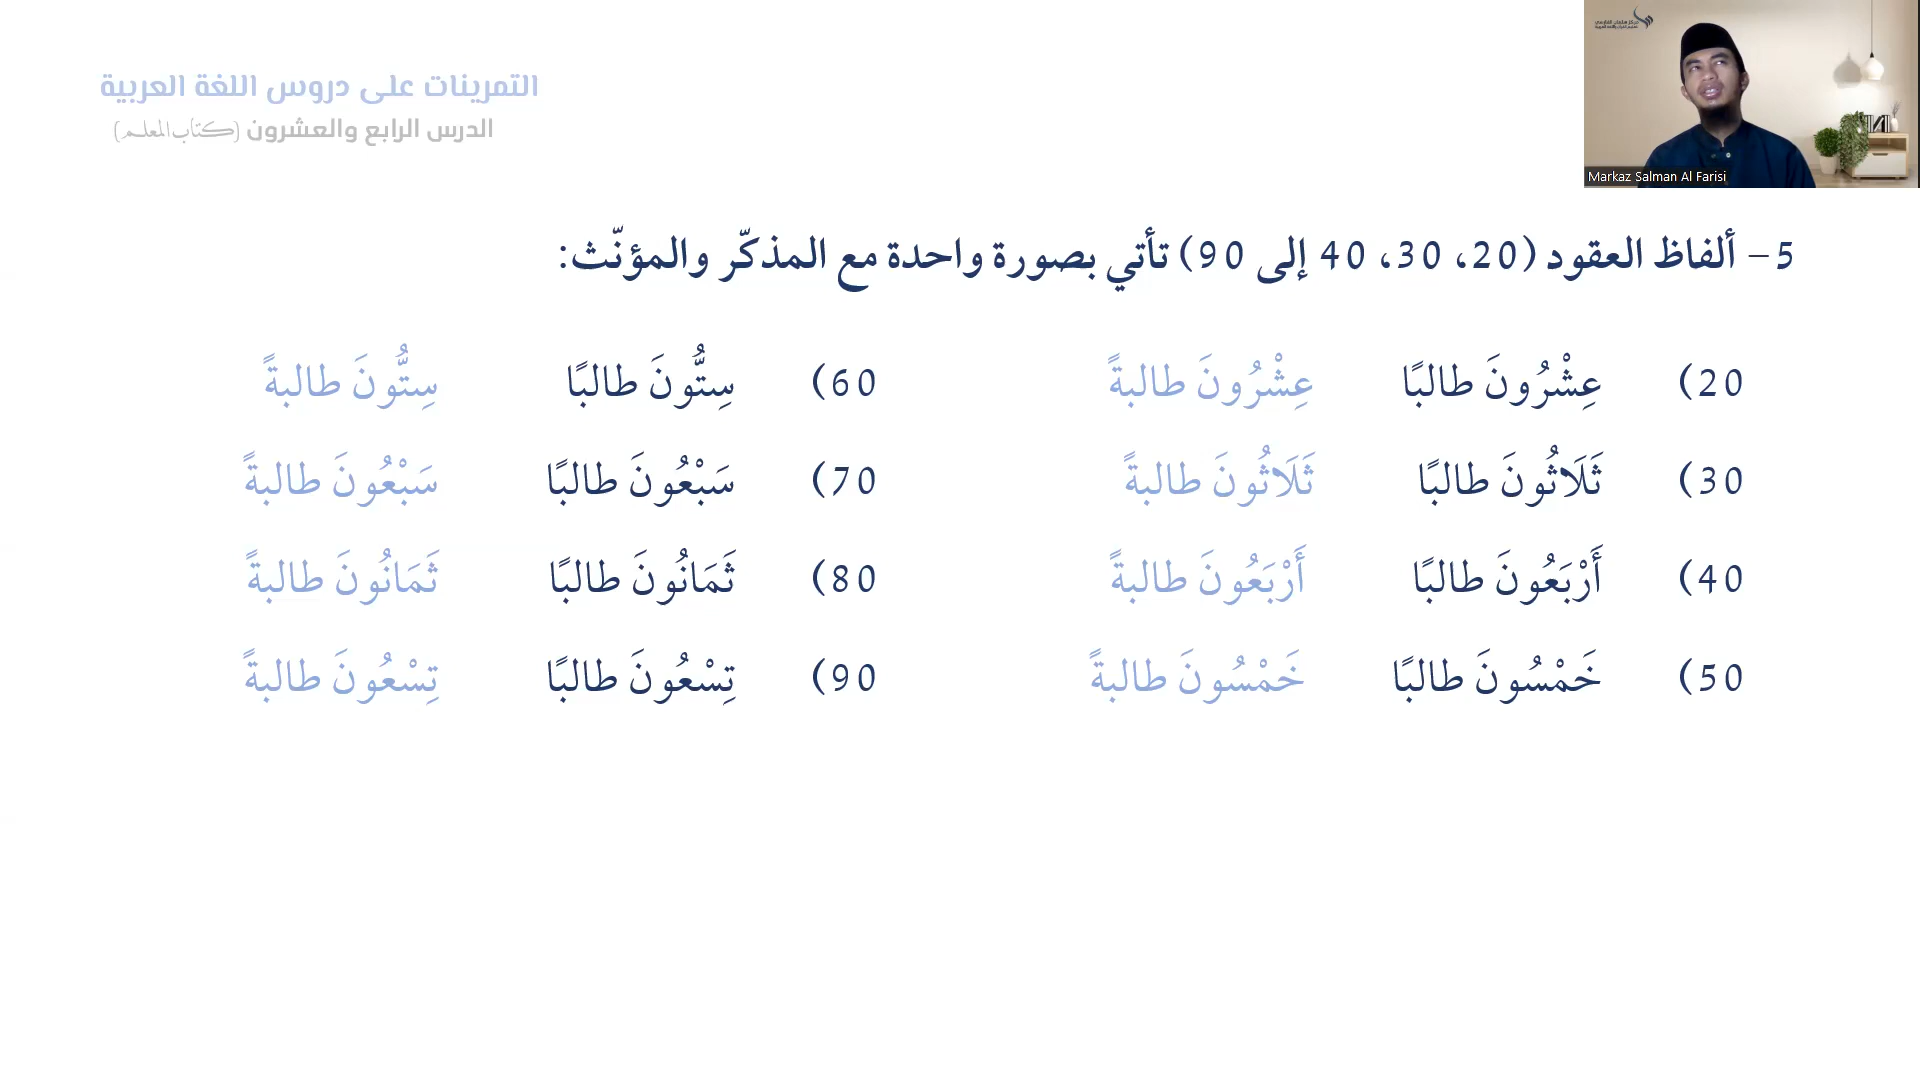 التمرينات على دروس اللغة العربية
الدرس الرابع والعشرون (كتاب المعلم)
Markaz Salman Al Farisi
5- ألفاظ العقود (20، 30، 40 إلى 90) تأتي بصورة واحدة مع المذكّر والمؤنّث:
20) عِشْرُونَ طالبًا عِشْرُونَ طالبةً 60) سِتُّونَ طالبًا سِتُّونَ طالبةً
30) ثَلَاثُونَ طالبًا ثَلَاثُونَ طالبةً 70) سَبْعُونَ طالبًا سَبْعُونَ طالبةً
40) أَرْبَعُونَ طالبًا أَرْبَعُونَ طالبةً 80) ثَمَانُونَ طالبًا ثَمَانُونَ طالبةً
50) خَمْسُونَ طالبًا خَمْسُونَ طالبةً 90) تِسْعُونَ طالبًا تِسْعُونَ طالبةً